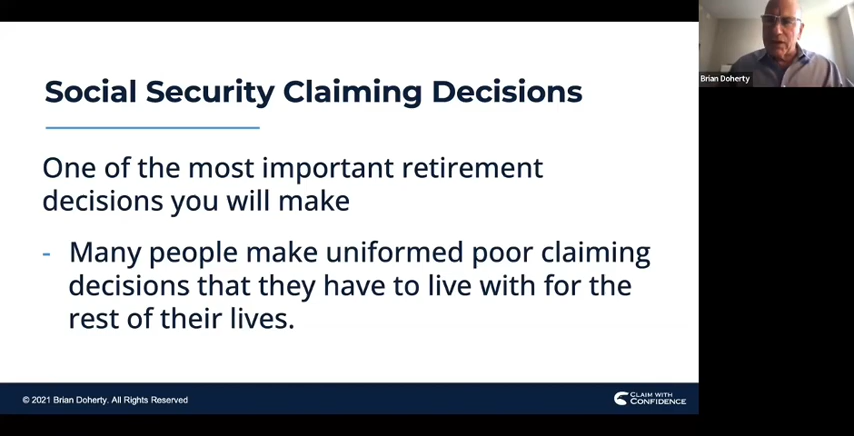 Social Security Claiming Decisions
One of the most important retirement
decisions you will make
- Many people make uniformed poor claiming
decisions that they have to live with for the
rest of their lives.
© 2021 Brian Doherty. All Rights Reserved
CLAIM WITH
CONFIDENCE
Brian Doherty